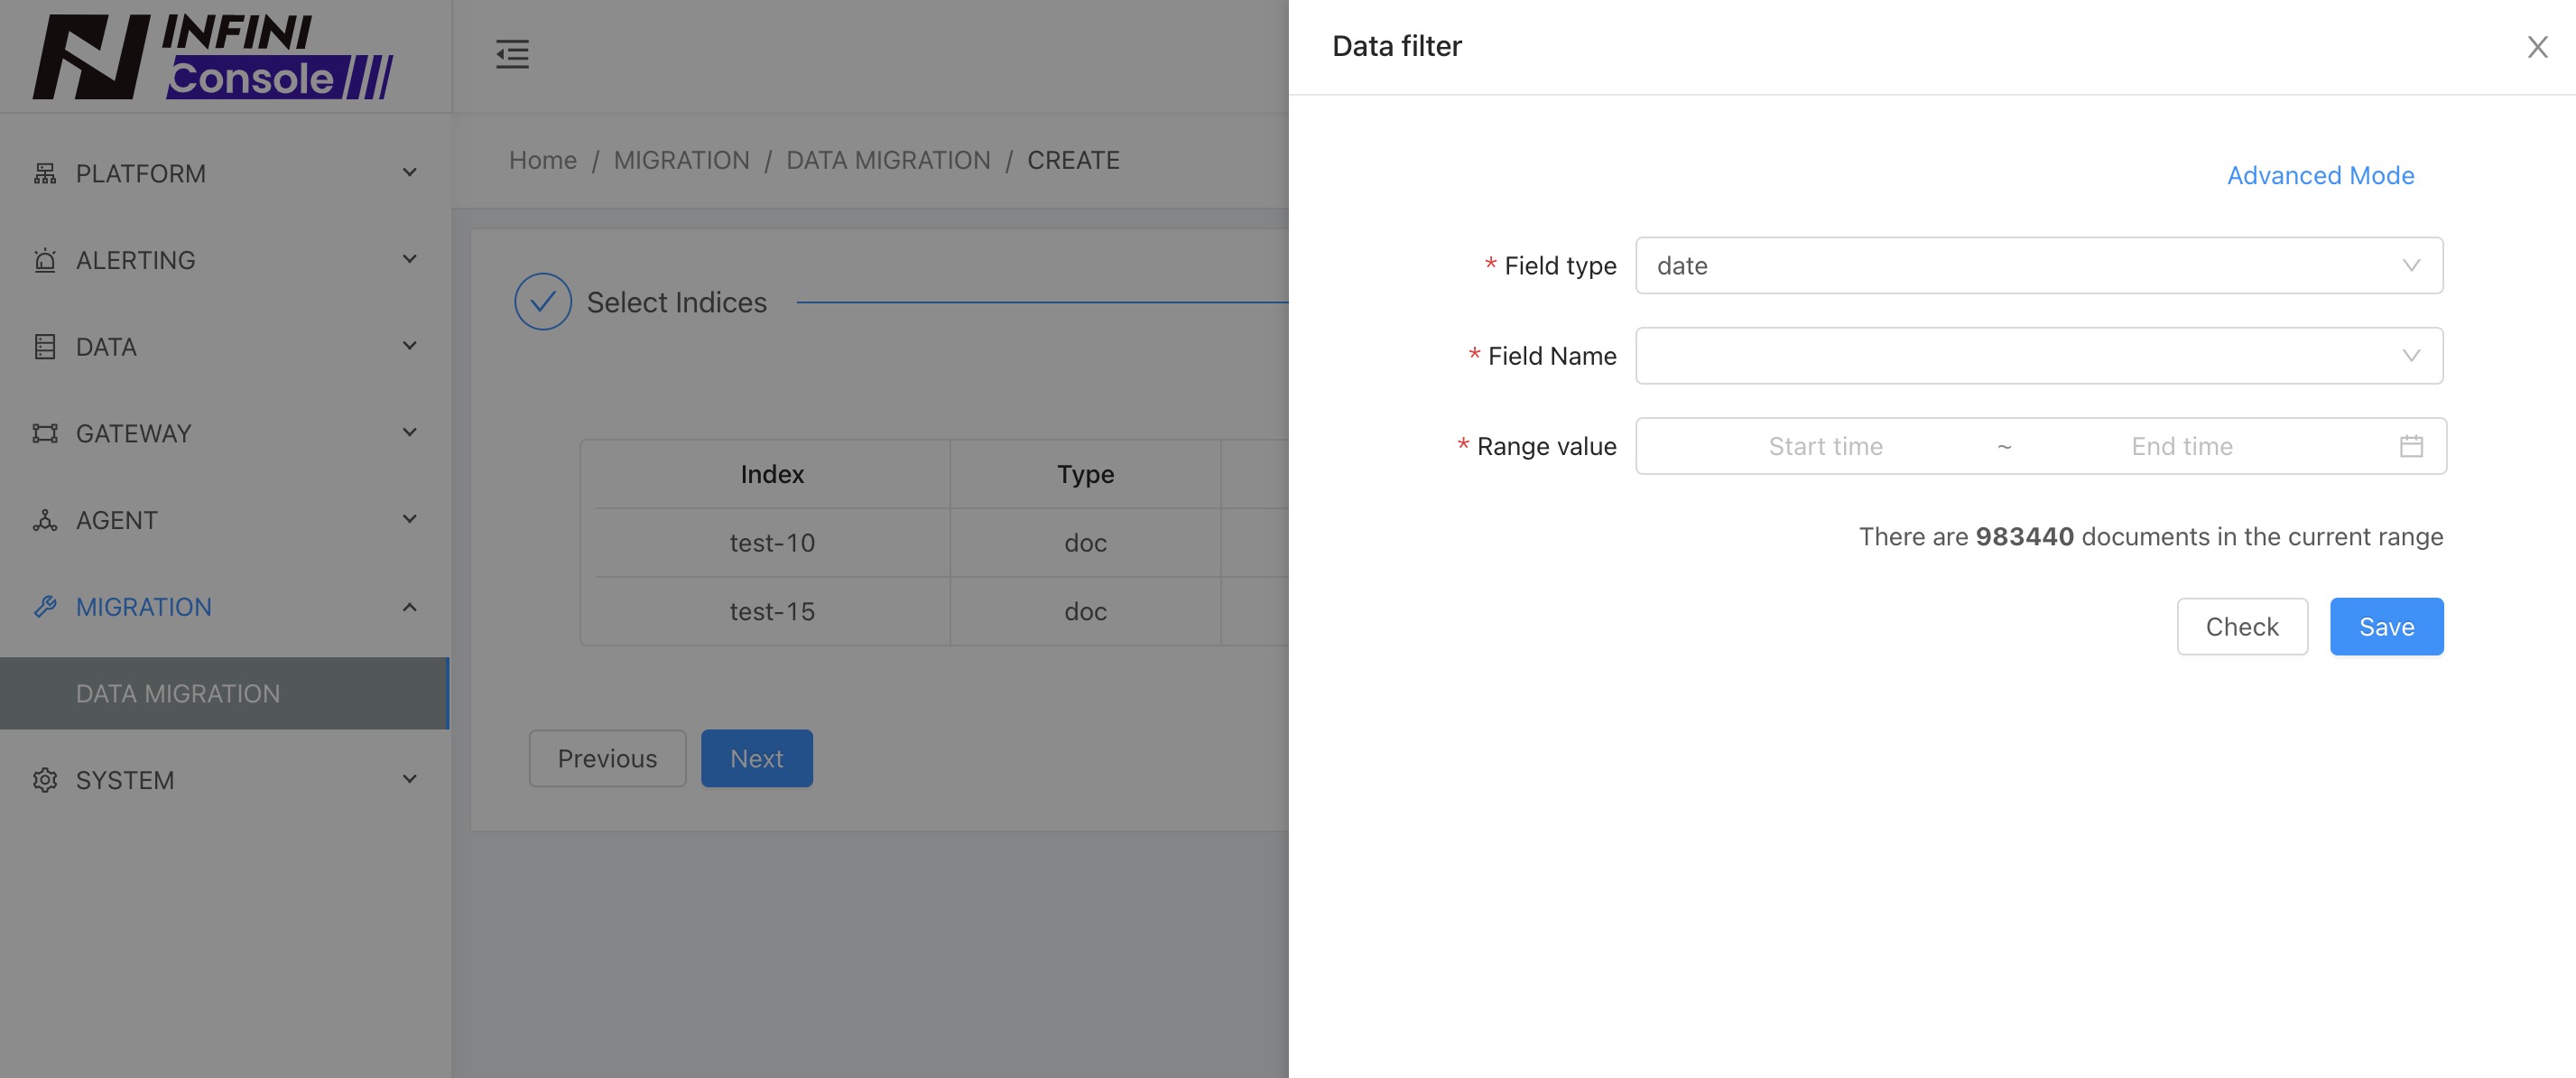 INFINI
Console
PLATFORM
ALERTING
DATA
GATEWAY
AGENT
MIGRATION
DATA MIGRATION
SYSTEM
Home / MIGRATION / DATA MIGRATION / CREATE
Select Indices
Index Type
test-10 doc
test-15 doc
Previous Next
Data filter
Advanced Mode
* Field type date
* Field Name
* Range value Start time ~ End time
There are 983440 documents in the current range
Check Save